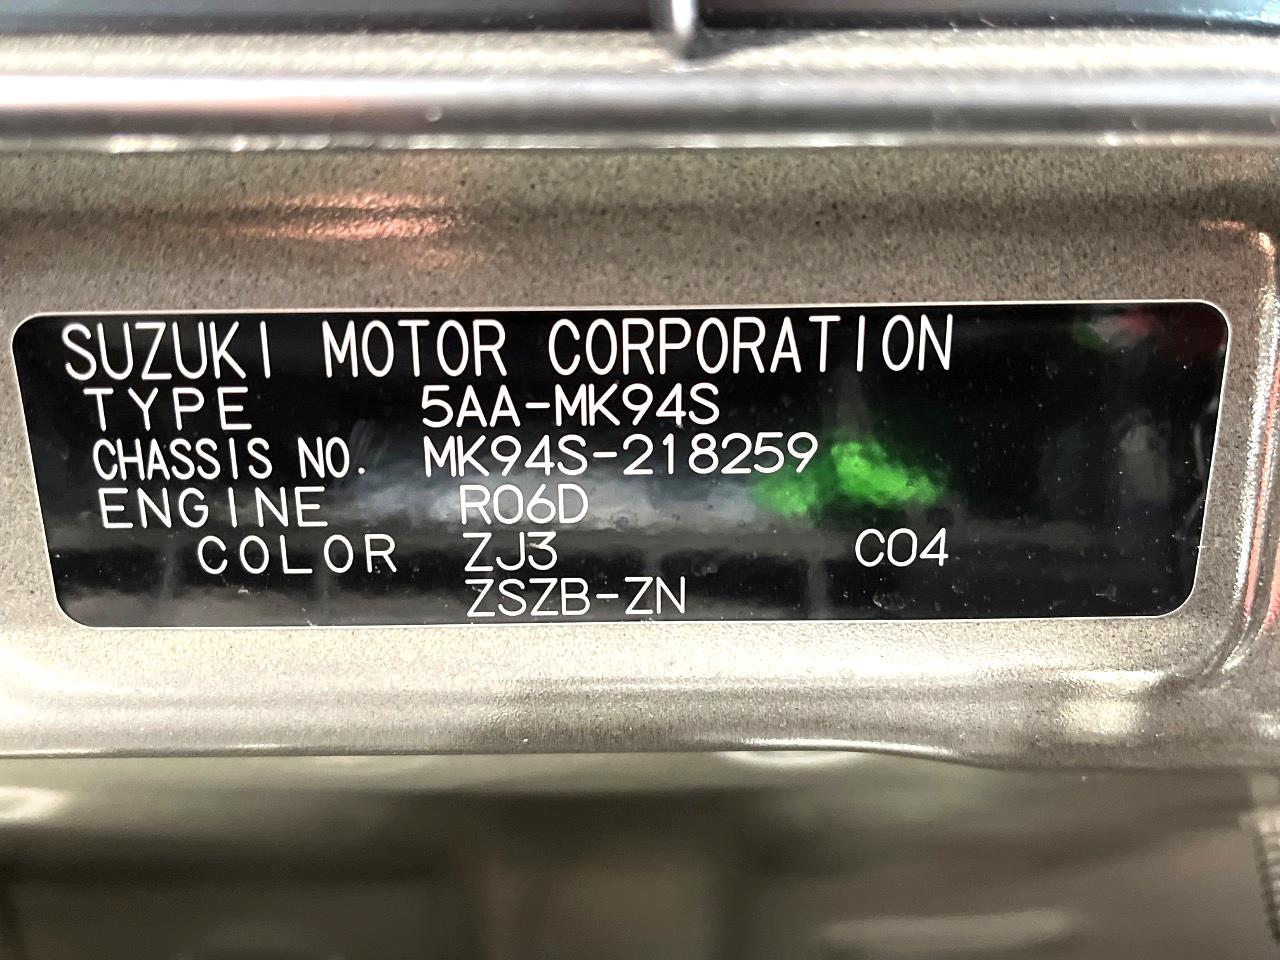 SUZUKI MOTOR CORPORATION
TYPE 5AA-MK94S
CHASSIS NO. MK94S-218259
ENGINE R06D
COLOR ZJ3 C04
ZSZB-ZN